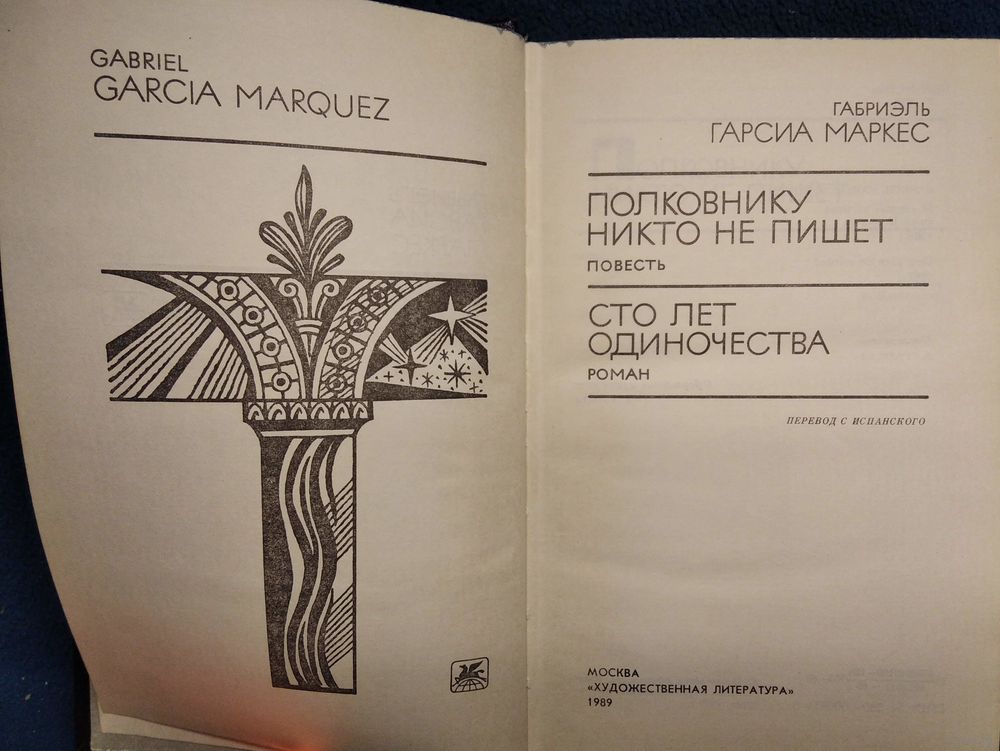 GABRIEL
GARCIA MARQUEZ
ГАБРИЭЛЬ
ГАРСИА МАРКЕС
ПОЛКОВНИКУ
НИКТО НЕ ПИШЕТ
ПОВЕСТЬ
СТО ЛЕТ
ОДИНОЧЕСТВА
РОМАН
ПЕРЕВОД С ИСПАНСКОГО
МОСКВА
«ХУДОЖЕСТВЕННАЯ ЛИТЕРАТУРА»
1989